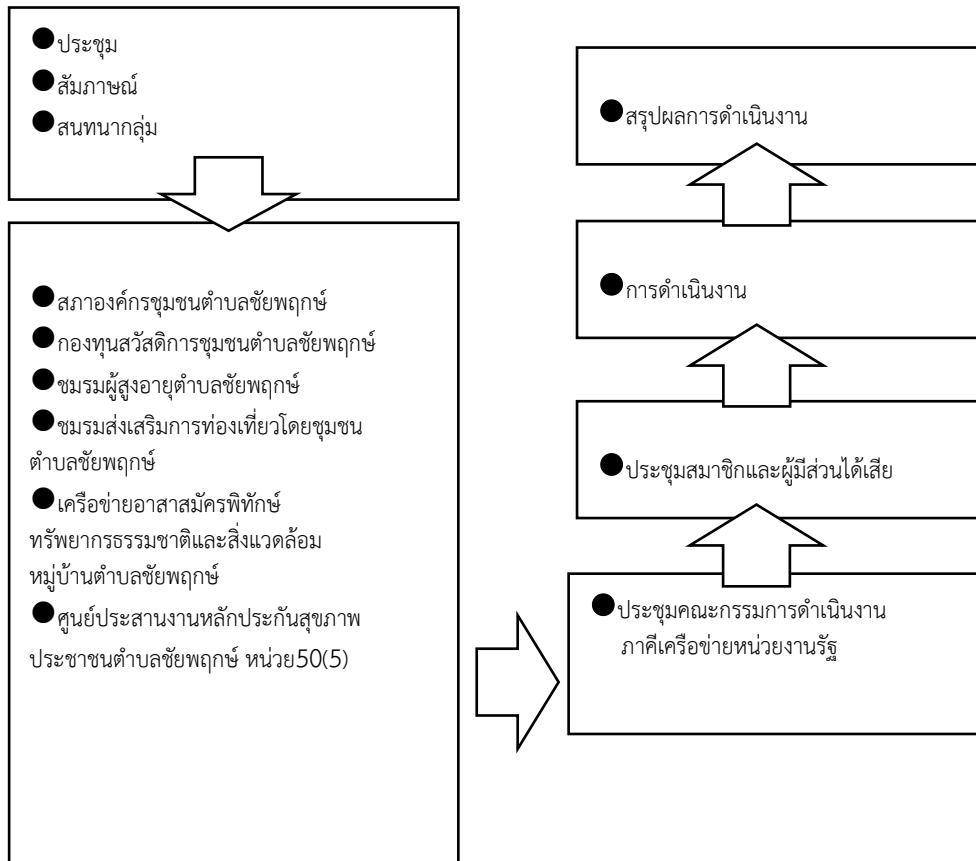 ●ประชุม
●สัมภาษณ์
●สนทนากลุ่ม
●สภาองค์กรชุมชนตำบลชัยพฤกษ์
●กองทุนสวัสดิการชุมชนตำบลชัยพฤกษ์
●ชมรมผู้สูงอายุตำบลชัยพฤกษ์
●ชมรมส่งเสริมการท่องเที่ยวโดยชุมชน
ตำบลชัยพฤกษ์
●เครือข่ายอาสาสมัครพิทักษ์
ทรัพยากรธรรมชาติและสิ่งแวดล้อม
หมู่บ้านตำบลชัยพฤกษ์
●ศูนย์ประสานงานหลักประกันสุขภาพ
ประชาชนตำบลชัยพฤกษ์ หน่วย50(5)
●ประชุมคณะกรรมการดำเนินงาน
ภาคีเครือข่ายหน่วยงานรัฐ
●ประชุมสมาชิกและผู้มีส่วนได้เสีย
●การดำเนินงาน
●สรุปผลการดำเนินงาน